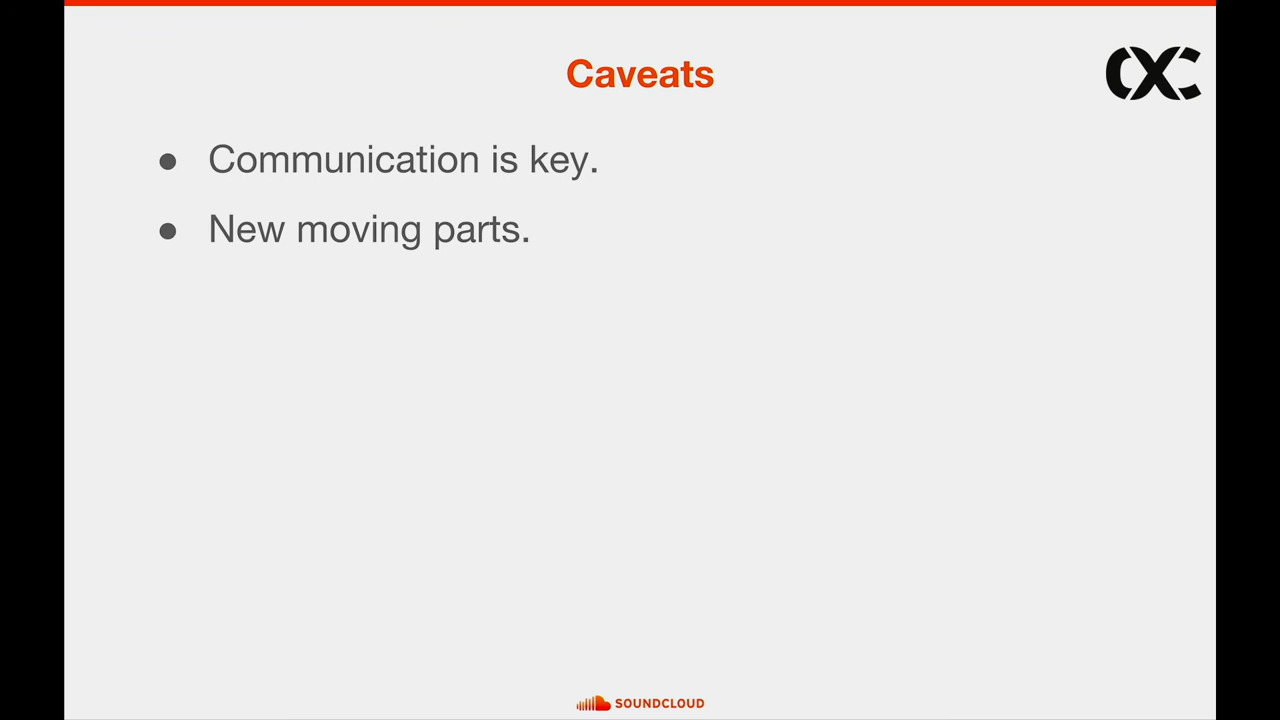 Caveats
● Communication is key.
● New moving parts.
SOUNDCLOUD